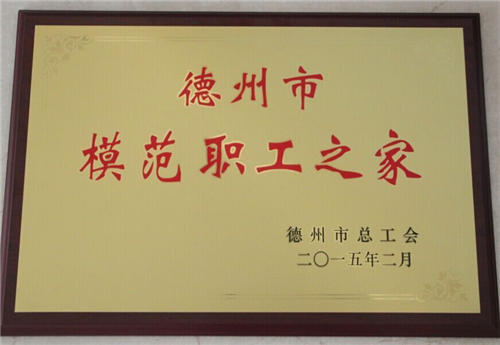 德州市
模范职工之家
德州市总工会
二〇一五年二月